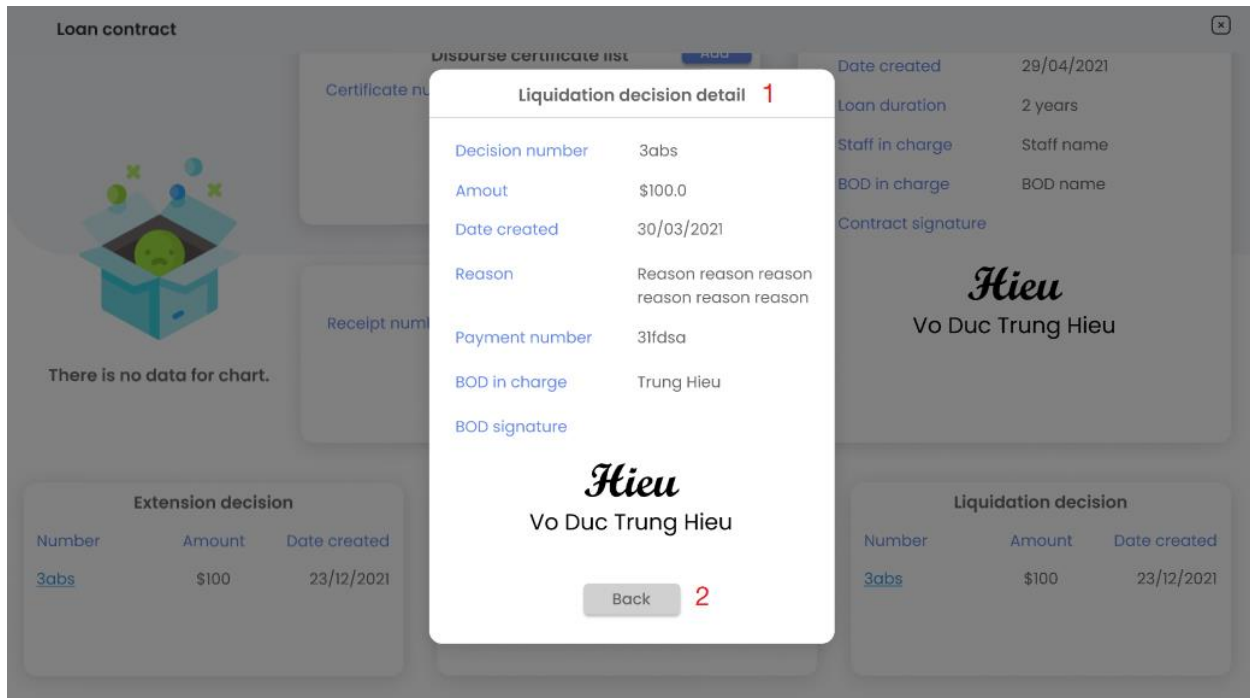 Loan contract
Disburse certificate list
Add
Certificate nu
Receipt numb
There is no data for chart.
Date created 29/04/2021
Loan duration 2 years
Staff in charge Staff name
BOD in charge BOD name
Contract signature
Hieu
Vo Duc Trung Hieu
Liquidation decision detail 1
Decision number 3abs
Amout $100.0
Date created 30/03/2021
Reason Reason reason reason
reason reason reason
Payment number 31fdsa
BOD in charge Trung Hieu
BOD signature
Hieu
Vo Duc Trung Hieu
Back 2
Extension decision
Number Amount Date created
3abs $100 23/12/2021
Liquidation decision
Number Amount Date created
3abs $100 23/12/2021